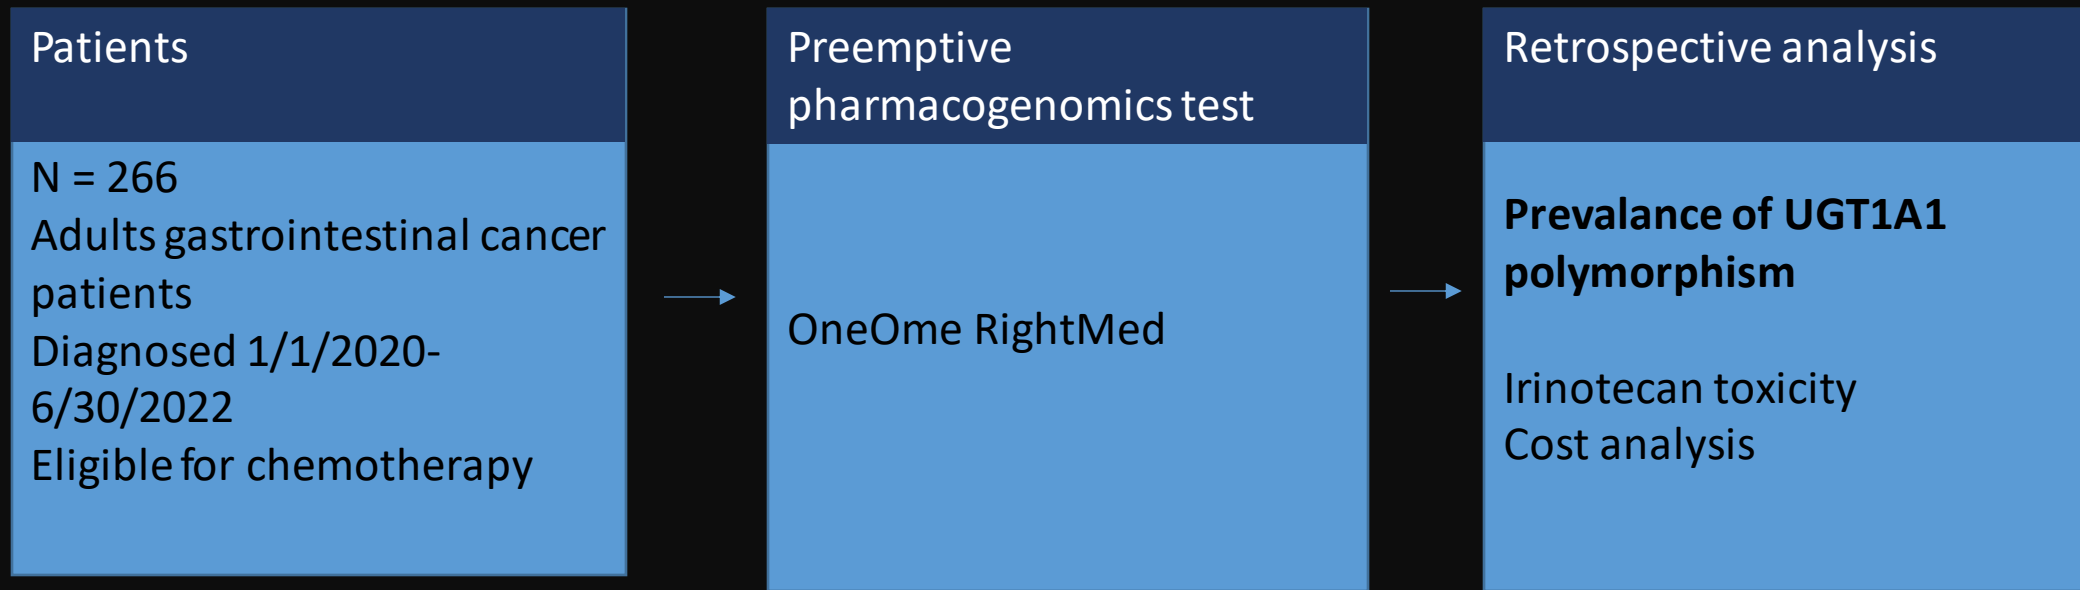 Patients
N = 266
Adults gastrointestinal cancer
patients
Diagnosed 1/1/2020-
6/30/2022
Eligible for chemotherapy
Preemptive
pharmacogenomics test
OneOme RightMed
Retrospective analysis
Prevalance of UGT1A1
polymorphism
Irinotecan toxicity
Cost analysis